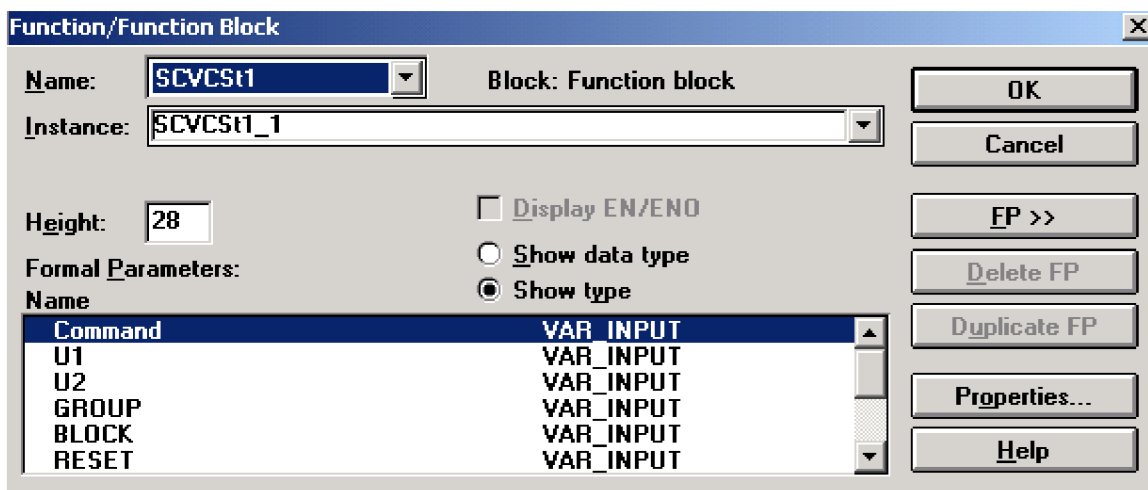 Function/Function Block
Name: SCVCSt1 Block: Function block
Instance: SCVCSt1_1
OK
Cancel
Height: 28
Display EN/ENO
Show data type
Show type
Formal Parameters:
Name
Command VAR_INPUT
U1 VAR_INPUT
U2 VAR_INPUT
GROUP VAR_INPUT
BLOCK VAR_INPUT
RESET VAR_INPUT
FP >>
Delete FP
Duplicate FP
Properties...
Help